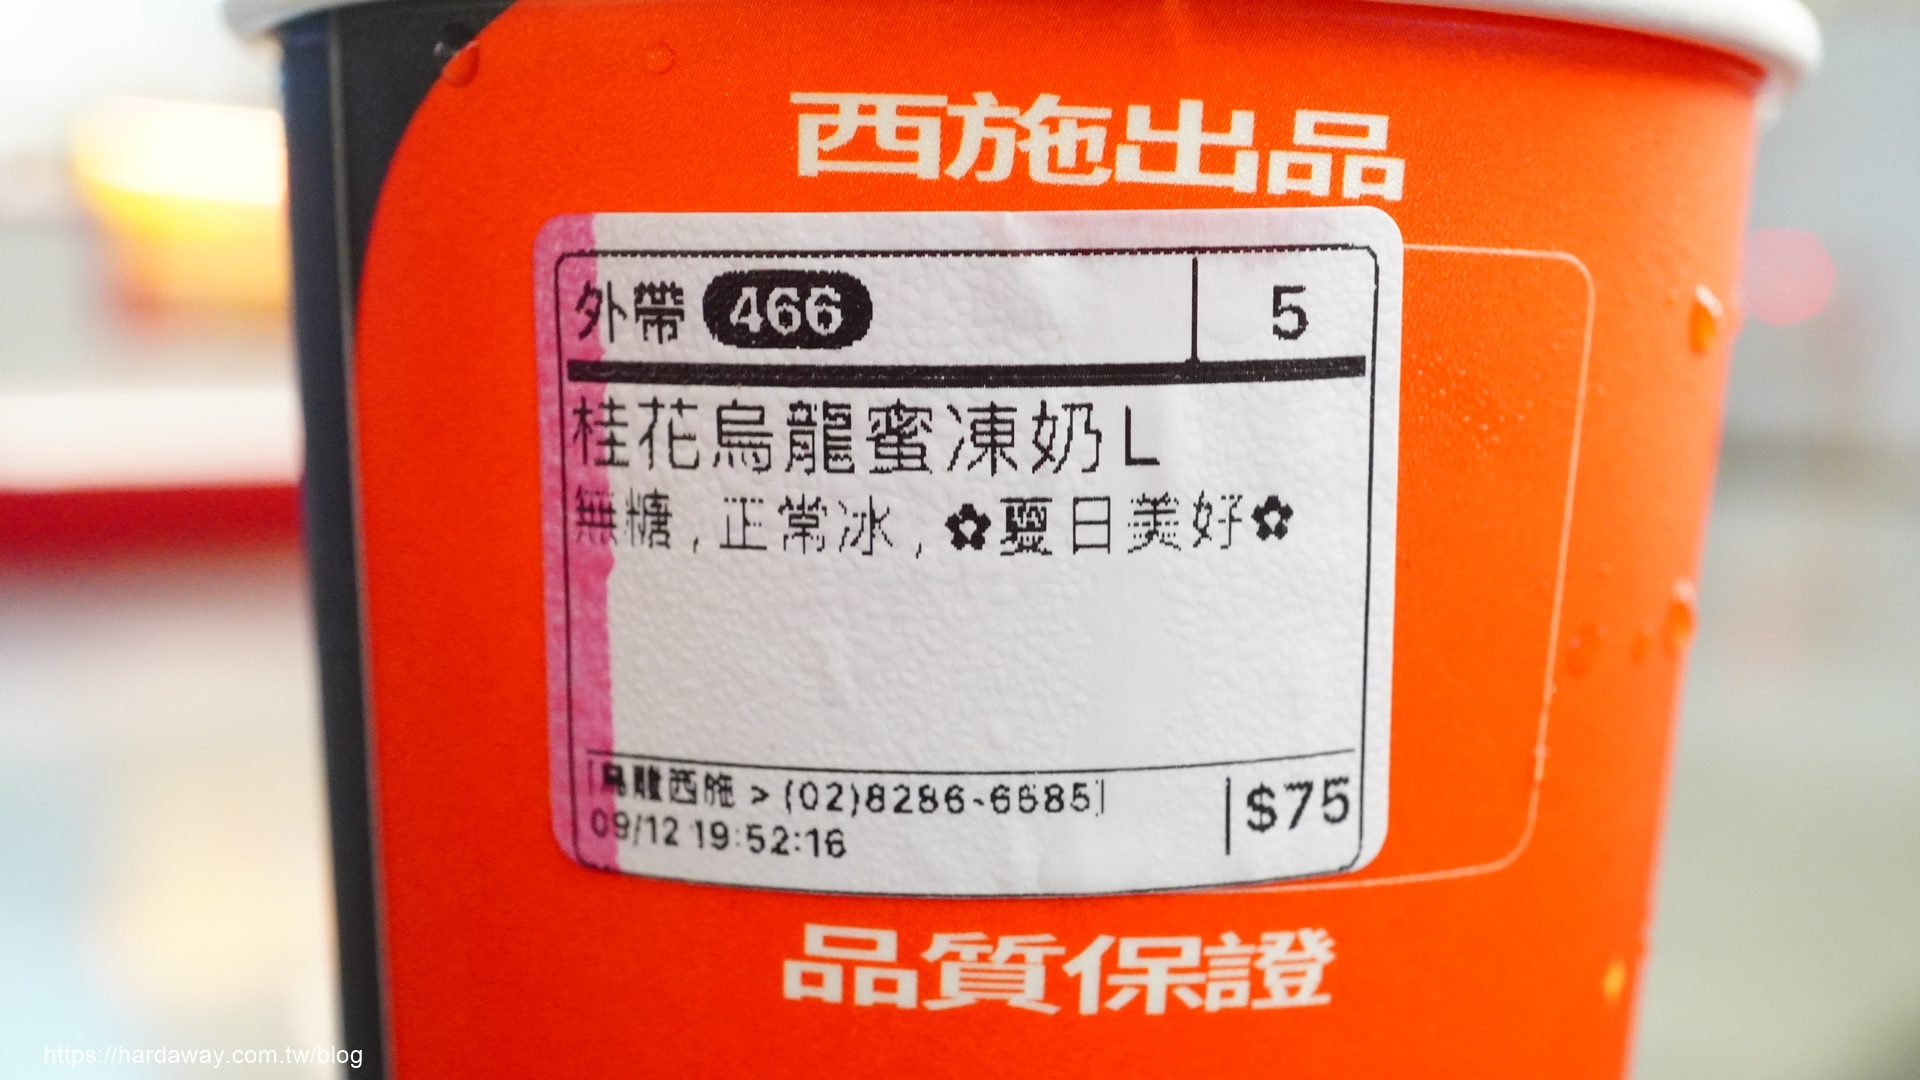 西施出品
外帶 466 5
桂花烏龍蜜凍奶L
無糖,正常冰,✿夏日美好✿
烏龍西施 > (02)8286-6685
$75
09/12 19:52:16
品質保證
https://hardaway.com.tw/blog